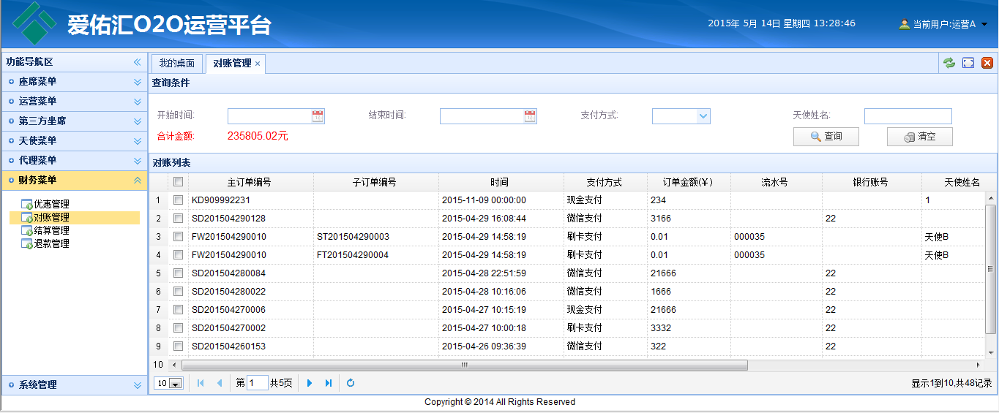 爱佑汇O2O运营平台
2015年 5月 14日 星期四 13:28:46
当前用户:运营A
功能导航区
座席菜单
运营菜单
第三方坐席
天使菜单
代理菜单
财务菜单
优惠管理
对账管理
结算管理
退款管理
系统管理
我的桌面 对账管理
查询条件
开始时间: 结束时间: 支付方式: 天使姓名:
合计金额: 235805.02元 查询 清空
对账列表
主订单编号 子订单编号 时间 支付方式 订单金额(¥) 流水号 银行账号 天使姓名
1 KD909992231 2015-11-09 00:00:00 现金支付 234 1
2 SD201504290128 2015-04-29 16:08:44 微信支付 3166 22
3 FW201504290010 ST201504290003 2015-04-29 14:58:19 刷卡支付 0.01 000035 天使B
4 FW201504290010 FT201504290004 2015-04-29 14:58:19 刷卡支付 0.01 000035 天使B
5 SD201504280084 2015-04-28 22:51:59 微信支付 21666 22
6 SD201504280022 2015-04-28 10:16:06 微信支付 1666 22
7 SD201504270006 2015-04-27 10:15:19 现金支付 21666 22
8 SD201504270002 2015-04-27 10:00:18 刷卡支付 3332 22
9 SD201504260153 2015-04-26 09:36:39 微信支付 322 22
10
10 第 1 共5页 显示1到10,共48记录
Copyright © 2014 All Rights Reserved